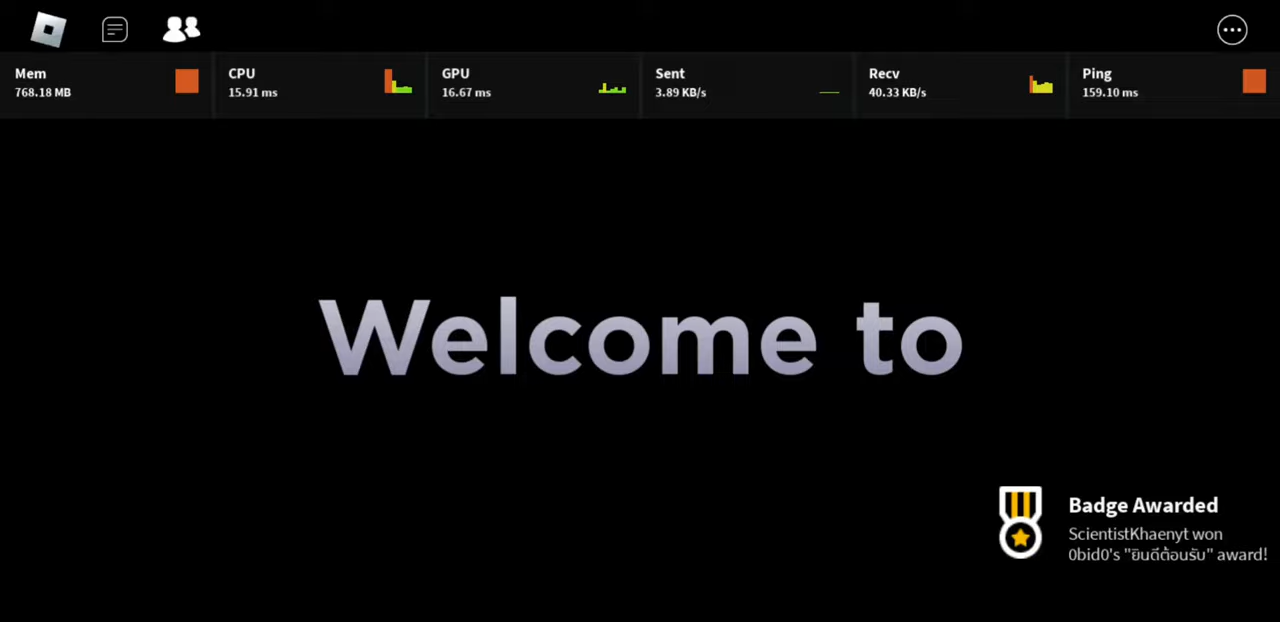 Mem
768.18 MB
CPU
15.91 ms
GPU
16.67 ms
Sent
3.89 KB/s
Recv
40.33 KB/s
Ping
159.10 ms
Welcome to
Badge Awarded
ScientistKhaenyt won
0bid0's "ยินดีต้อนรับ" award!